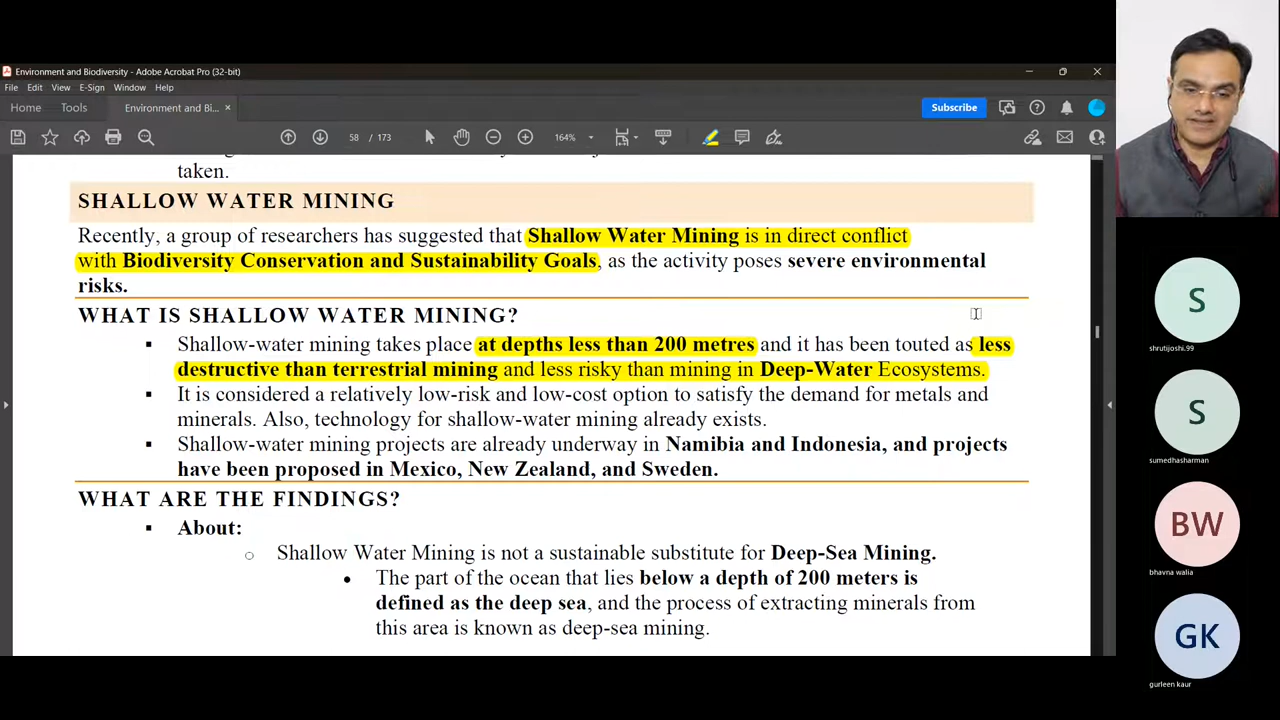 Environment and Biodiversity - Adobe Acrobat Pro (32-bit)
File Edit View E-Sign Window Help
Home Tools Environment and Bi... × Subscribe
58 / 173 164%
taken.
SHALLOW WATER MINING
Recently, a group of researchers has suggested that Shallow Water Mining is in direct conflict
with Biodiversity Conservation and Sustainability Goals, as the activity poses severe environmental
risks.
WHAT IS SHALLOW WATER MINING?
▪ Shallow-water mining takes place at depths less than 200 metres and it has been touted as less
destructive than terrestrial mining and less risky than mining in Deep-Water Ecosystems.
▪ It is considered a relatively low-risk and low-cost option to satisfy the demand for metals and
minerals. Also, technology for shallow-water mining already exists.
▪ Shallow-water mining projects are already underway in Namibia and Indonesia, and projects
have been proposed in Mexico, New Zealand, and Sweden.
WHAT ARE THE FINDINGS?
▪ About:
○ Shallow Water Mining is not a sustainable substitute for Deep-Sea Mining.
• The part of the ocean that lies below a depth of 200 meters is
defined as the deep sea, and the process of extracting minerals from
this area is known as deep-sea mining.
S
shrutijoshi.99
S
sumedhasharman
BW
bhavna walia
GK
gurleen kaur